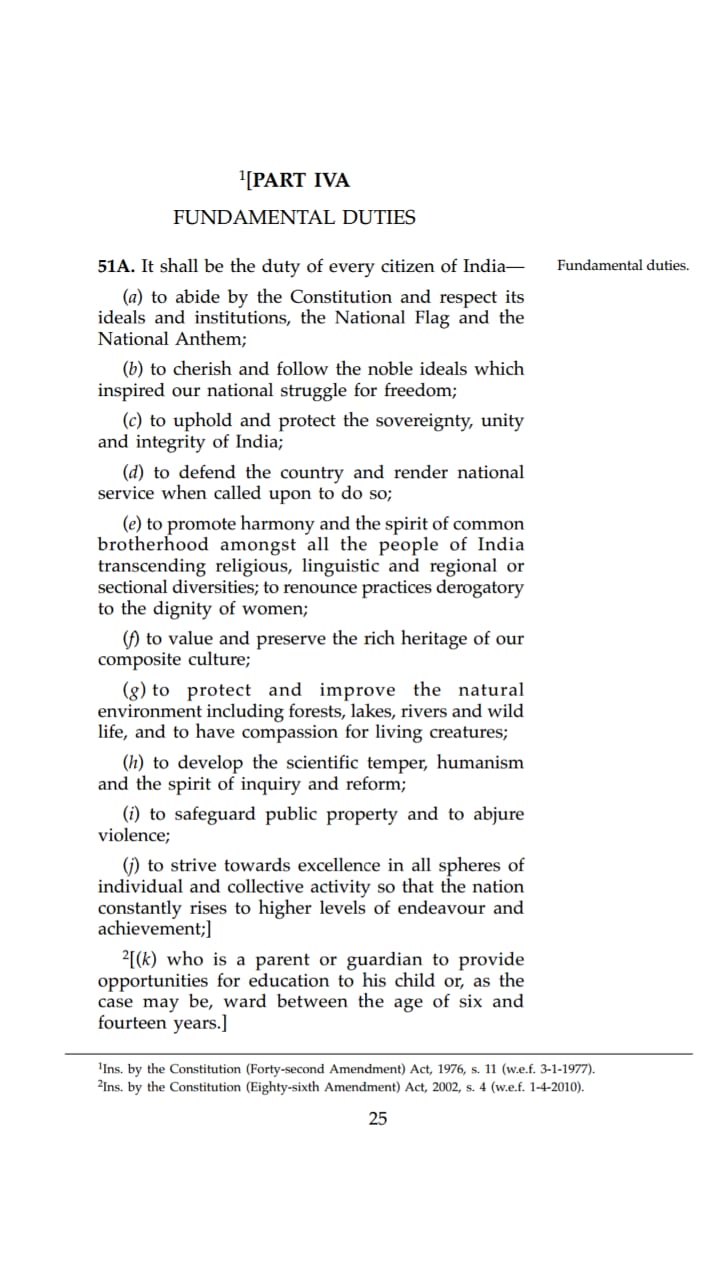 ¹[PART IVA
FUNDAMENTAL DUTIES
51A. It shall be the duty of every citizen of India—
Fundamental duties.
(a) to abide by the Constitution and respect its
ideals and institutions, the National Flag and the
National Anthem;
(b) to cherish and follow the noble ideals which
inspired our national struggle for freedom;
(c) to uphold and protect the sovereignty, unity
and integrity of India;
(d) to defend the country and render national
service when called upon to do so;
(e) to promote harmony and the spirit of common
brotherhood amongst all the people of India
transcending religious, linguistic and regional or
sectional diversities; to renounce practices derogatory
to the dignity of women;
(f) to value and preserve the rich heritage of our
composite culture;
(g) to protect and improve the natural
environment including forests, lakes, rivers and wild
life, and to have compassion for living creatures;
(h) to develop the scientific temper, humanism
and the spirit of inquiry and reform;
(i) to safeguard public property and to abjure
violence;
(j) to strive towards excellence in all spheres of
individual and collective activity so that the nation
constantly rises to higher levels of endeavour and
achievement;]
²[(k) who is a parent or guardian to provide
opportunities for education to his child or, as the
case may be, ward between the age of six and
fourteen years.]
¹Ins. by the Constitution (Forty-second Amendment) Act, 1976, s. 11 (w.e.f. 3-1-1977).
²Ins. by the Constitution (Eighty-sixth Amendment) Act, 2002, s. 4 (w.e.f. 1-4-2010).
25